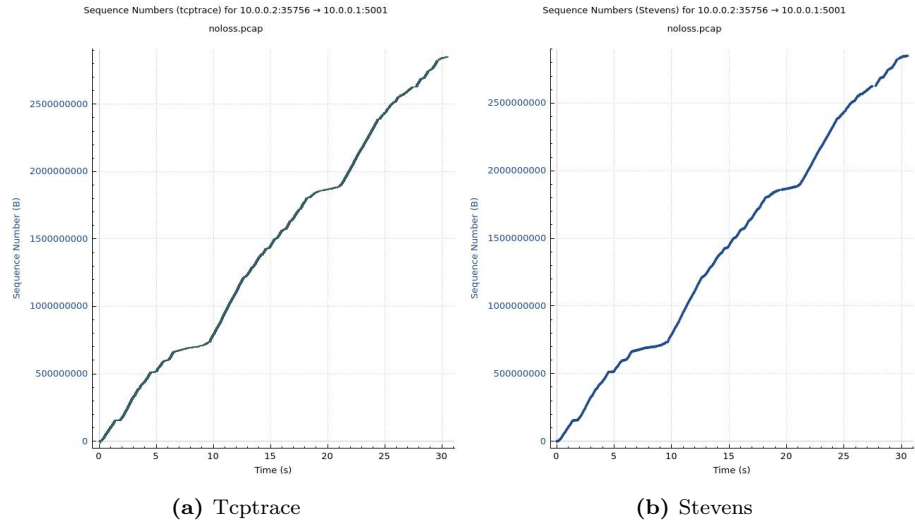 Sequence Numbers (tcptrace) for 10.0.0.2:35756 → 10.0.0.1:5001
noloss.pcap
Sequence Number (B)
2500000000
2000000000
1500000000
1000000000
500000000
0
0 5 10 15 20 25 30
Time (s)
(a) Tcptrace
Sequence Numbers (Stevens) for 10.0.0.2:35756 → 10.0.0.1:5001
noloss.pcap
Sequence Number (B)
2500000000
2000000000
1500000000
1000000000
500000000
0
0 5 10 15 20 25 30
Time (s)
(b) Stevens